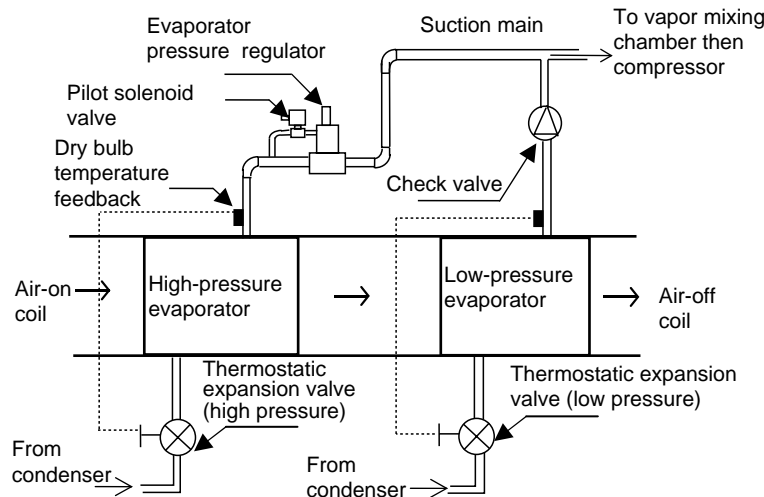 Evaporator
pressure regulator
Suction main
To vapor mixing
chamber then
compressor
Pilot solenoid
valve
Dry bulb
temperature
feedback
Check valve
Air-on
coil
High-pressure
evaporator
Low-pressure
evaporator
Air-off
coil
Thermostatic
expansion valve
(high pressure)
Thermostatic expansion
valve (low pressure)
From
condenser
From
condenser